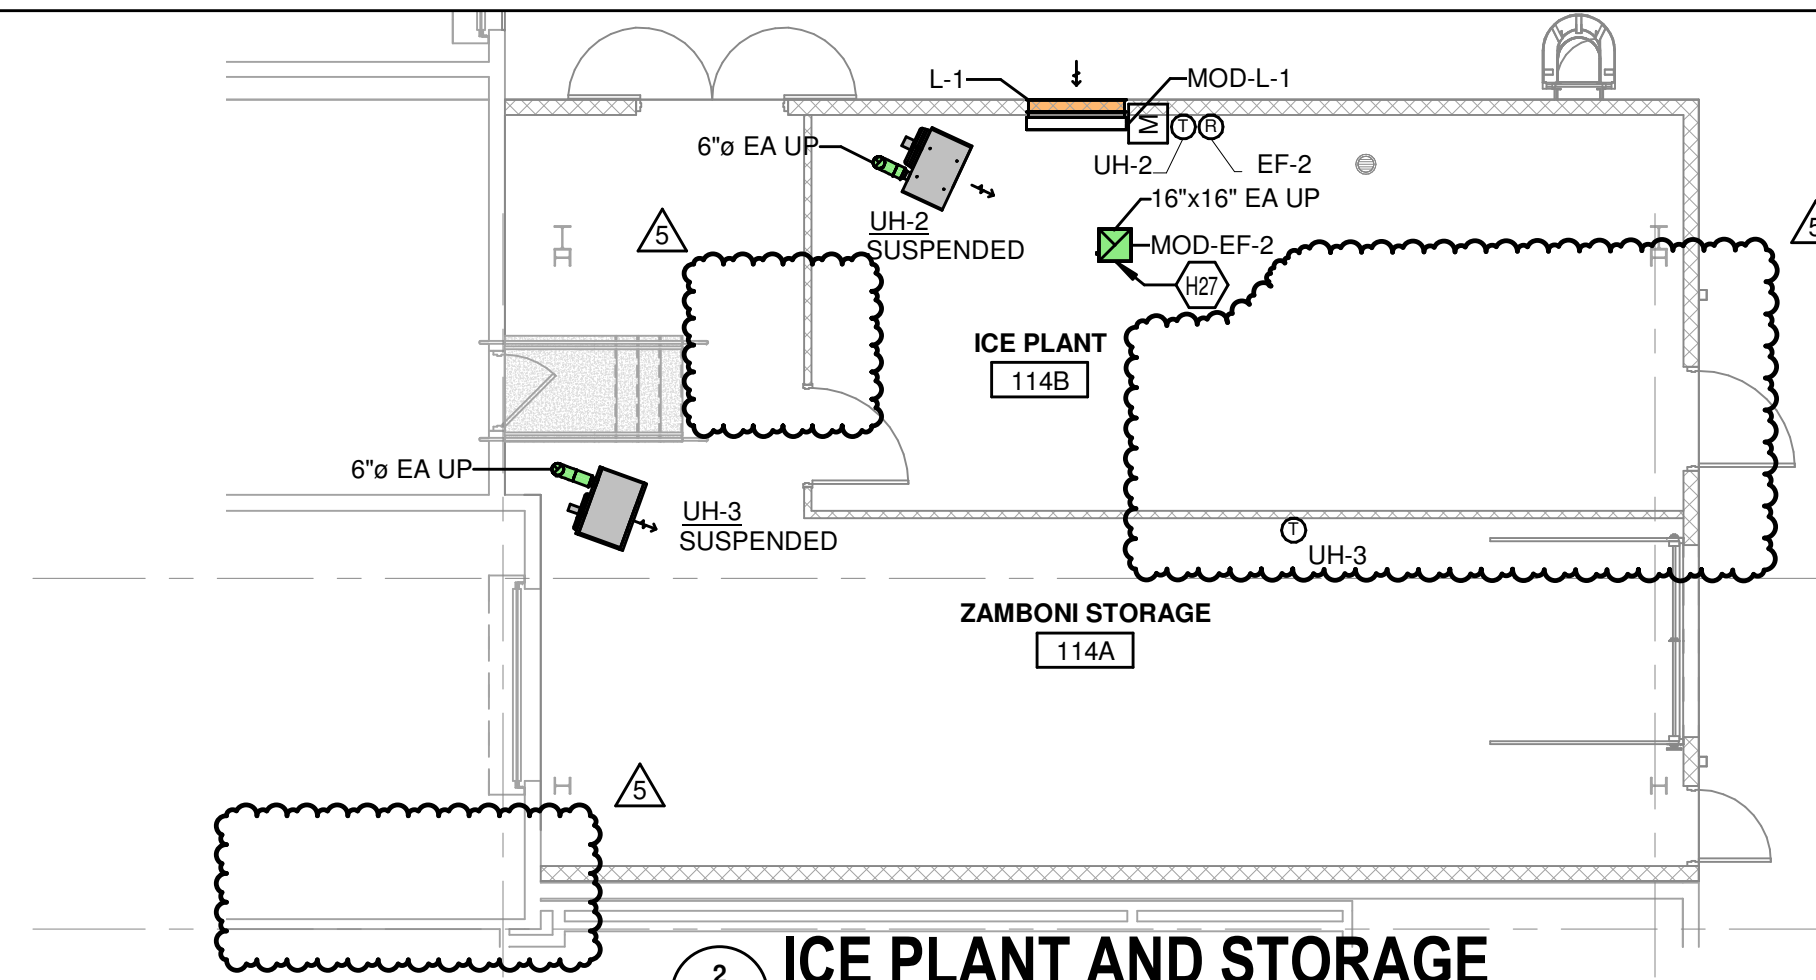 L-1
MOD-L-1
M
T
R
6"ø EA UP
UH-2
EF-2
16"x16" EA UP
UH-2
SUSPENDED
5
5
MOD-EF-2
H27
ICE PLANT
114B
6"ø EA UP
UH-3
SUSPENDED
T
UH-3
ZAMBONI STORAGE
114A
5
2
ICE PLANT AND STORAGE